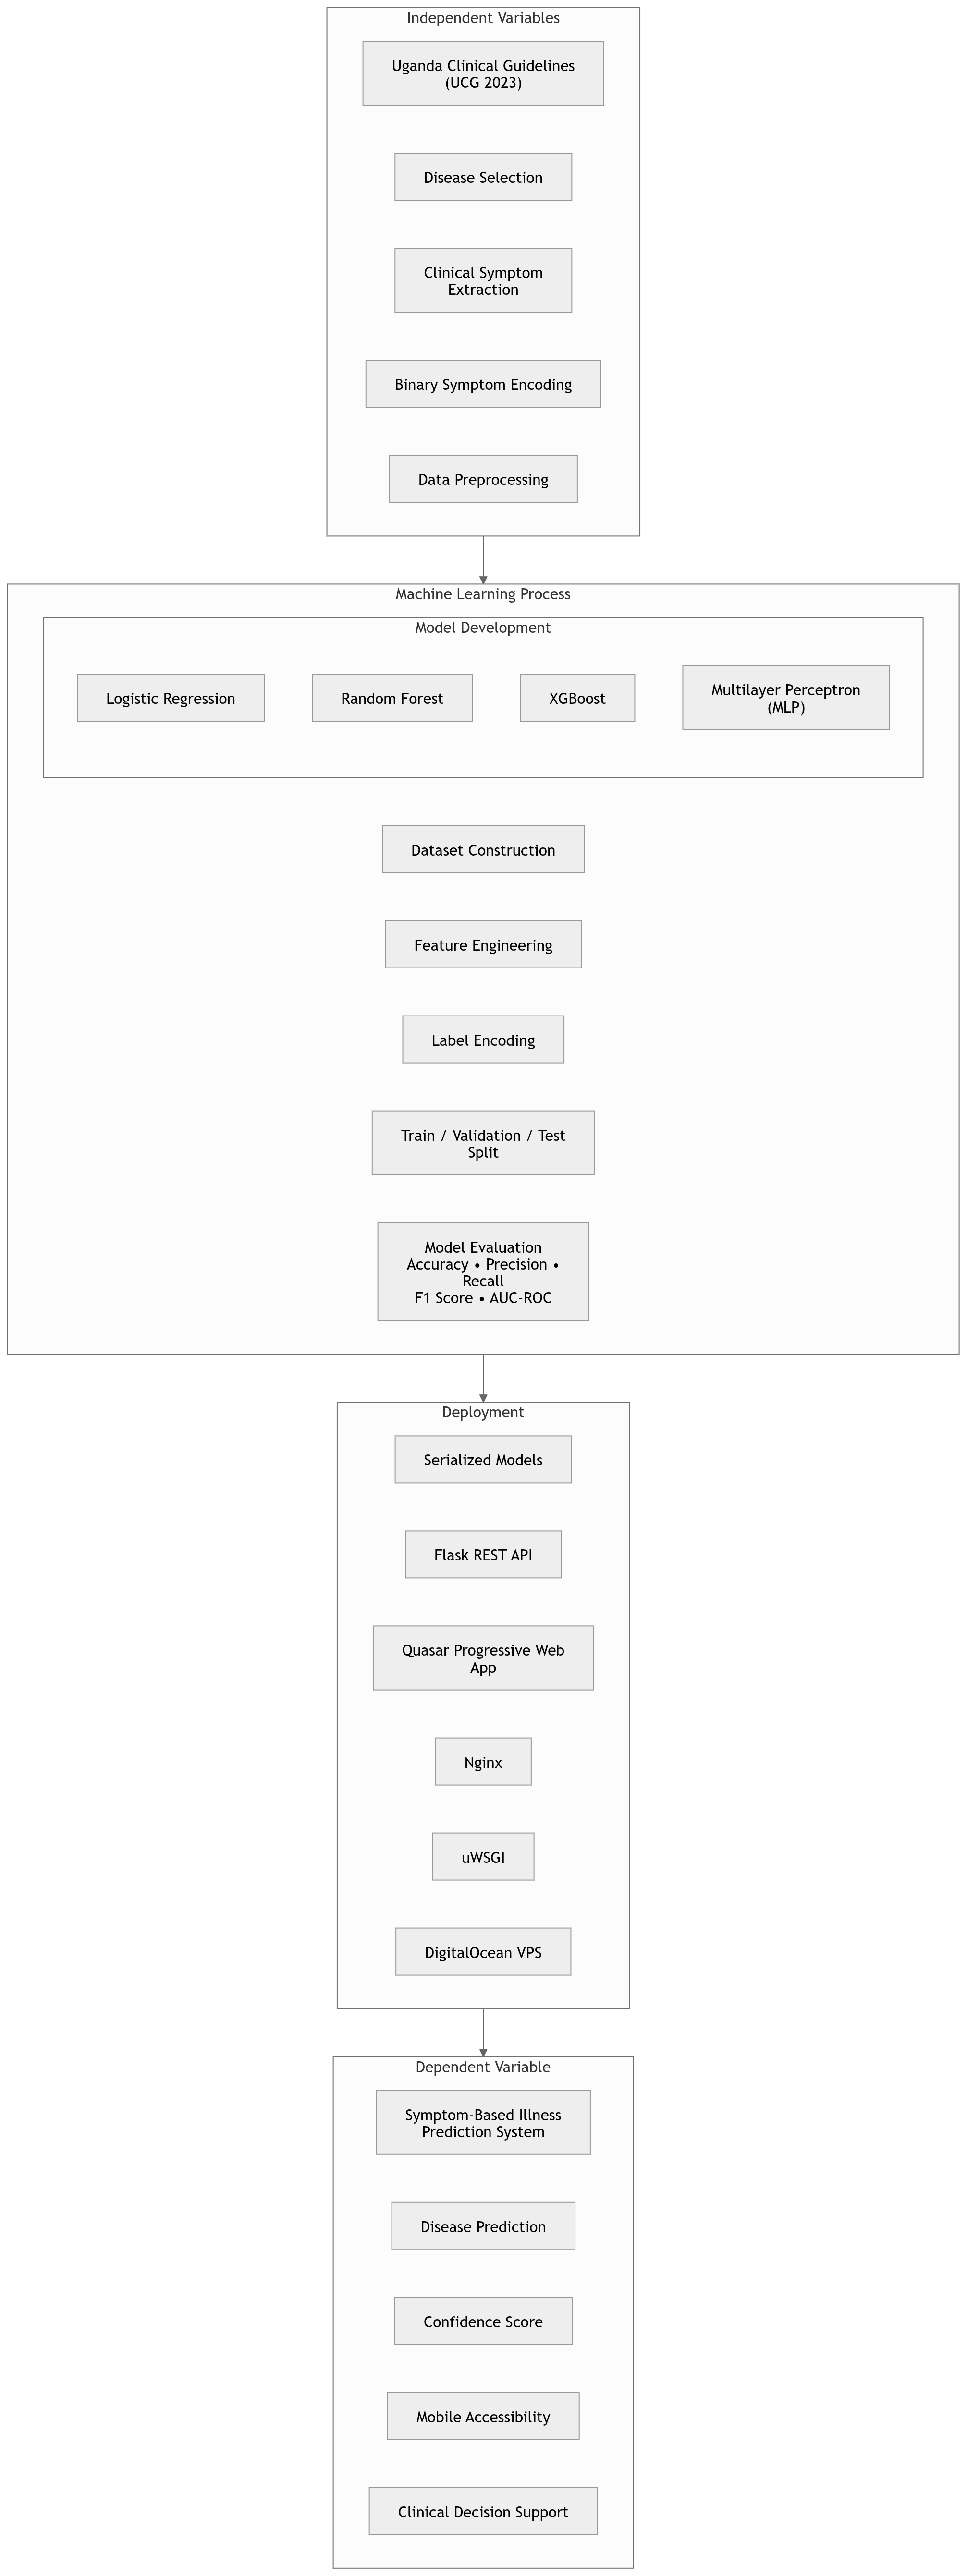 Independent Variables
Uganda Clinical Guidelines
(UCG 2023)
Disease Selection
Clinical Symptom
Extraction
Binary Symptom Encoding
Data Preprocessing
Machine Learning Process
Model Development
Logistic Regression
Random Forest
XGBoost
Multilayer Perceptron
(MLP)
Dataset Construction
Feature Engineering
Label Encoding
Train / Validation / Test
Split
Model Evaluation
Accuracy • Precision •
Recall
F1 Score • AUC-ROC
Deployment
Serialized Models
Flask REST API
Quasar Progressive Web
App
Nginx
uWSGI
DigitalOcean VPS
Dependent Variable
Symptom-Based Illness
Prediction System
Disease Prediction
Confidence Score
Mobile Accessibility
Clinical Decision Support